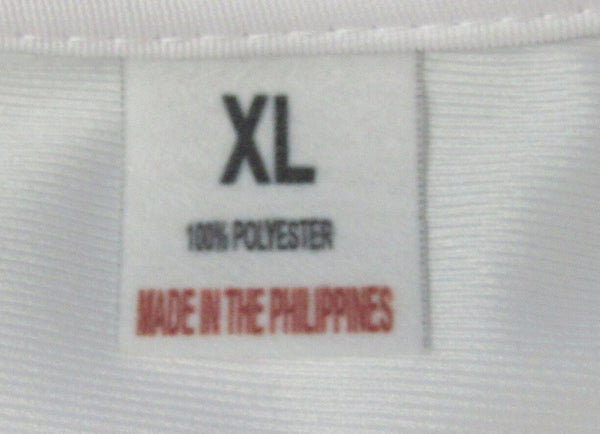 XL
100% POLYESTER
MADE IN THE PHILIPPINES